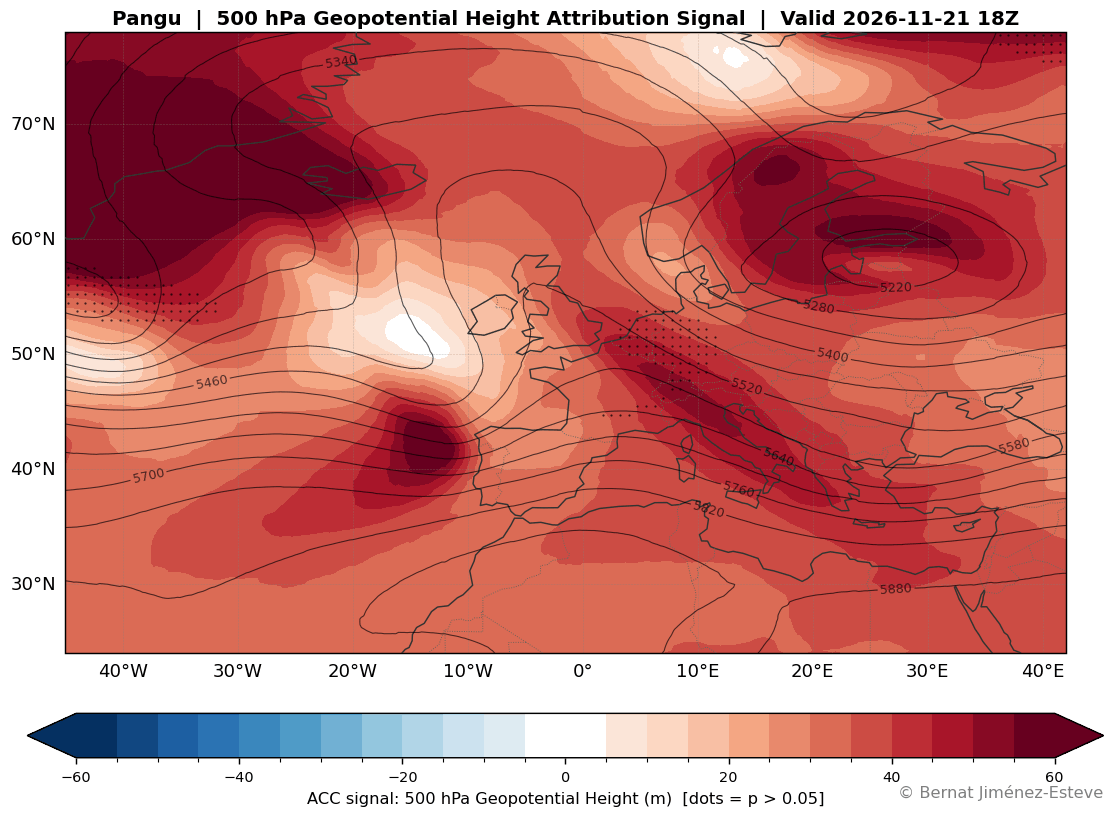 Pangu | 500 hPa Geopotential Height Attribution Signal | Valid 2026-11-21 18Z
5340
70°N
60°N
5220
5280
50°N
5400
5460
5520
5580
5640
40°N
5700
5760
5820
30°N
5880
40°W 30°W 20°W 10°W 0° 10°E 20°E 30°E 40°E
−60 −40 −20 0 20 40 60
ACC signal: 500 hPa Geopotential Height (m) [dots = p > 0.05]
© Bernat Jiménez-Esteve